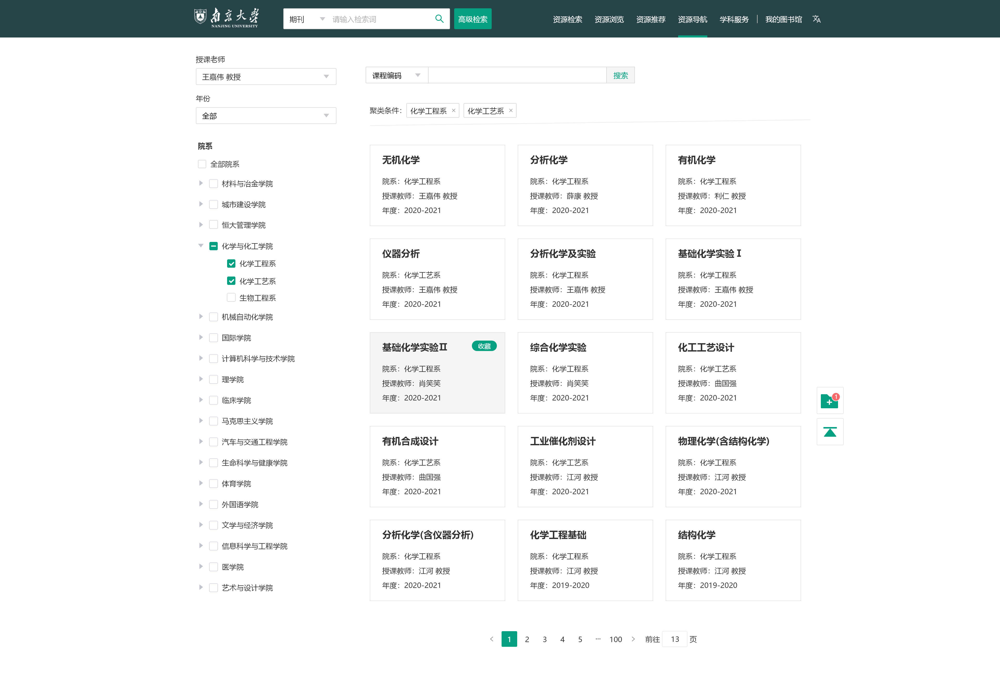 南京大学
NANJING UNIVERSITY
期刊
请输入检索词
高级检索
资源检索
资源浏览
资源推荐
资源导航
学科服务
我的图书馆
授课老师
王嘉伟 教授
年份
全部
院系
全部院系
材料与冶金学院
城市建设学院
恒大管理学院
化学与化工学院
化学工程系
化学工艺系
生物工程系
机械自动化学院
国际学院
计算机科学与技术学院
理学院
临床学院
马克思主义学院
汽车与交通工程学院
生命科学与健康学院
体育学院
外国语学院
文学与经济学院
信息科学与工程学院
医学院
艺术与设计学院
课程编码
搜索
聚类条件：
化学工程系 ×
化学工艺系 ×
无机化学
院系：化学工程系
授课教师：王嘉伟 教授
年度：2020-2021
分析化学
院系：化学工程系
授课教师：薛康 教授
年度：2020-2021
有机化学
院系：化学工程系
授课教师：利仁 教授
年度：2020-2021
仪器分析
院系：化学工艺系
授课教师：王嘉伟 教授
年度：2020-2021
分析化学及实验
院系：化学工程系
授课教师：王嘉伟 教授
年度：2020-2021
基础化学实验Ⅰ
院系：化学工程系
授课教师：王嘉伟 教授
年度：2020-2021
基础化学实验Ⅱ
收藏
院系：化学工程系
授课教师：肖笑笑
年度：2020-2021
综合化学实验
院系：化学工程系
授课教师：肖笑笑
年度：2020-2021
化工工艺设计
院系：化学工艺系
授课教师：曲国强
年度：2020-2021
有机合成设计
院系：化学工艺系
授课教师：曲国强
年度：2020-2021
工业催化剂设计
院系：化学工艺系
授课教师：江河 教授
年度：2020-2021
物理化学(含结构化学)
院系：化学工程系
授课教师：江河 教授
年度：2020-2021
分析化学(含仪器分析)
院系：化学工程系
授课教师：江河 教授
年度：2020-2021
化学工程基础
院系：化学工程系
授课教师：江河 教授
年度：2019-2020
结构化学
院系：化学工程系
授课教师：江河 教授
年度：2019-2020
1
1 2 3 4 5 ··· 100 前往 13 页